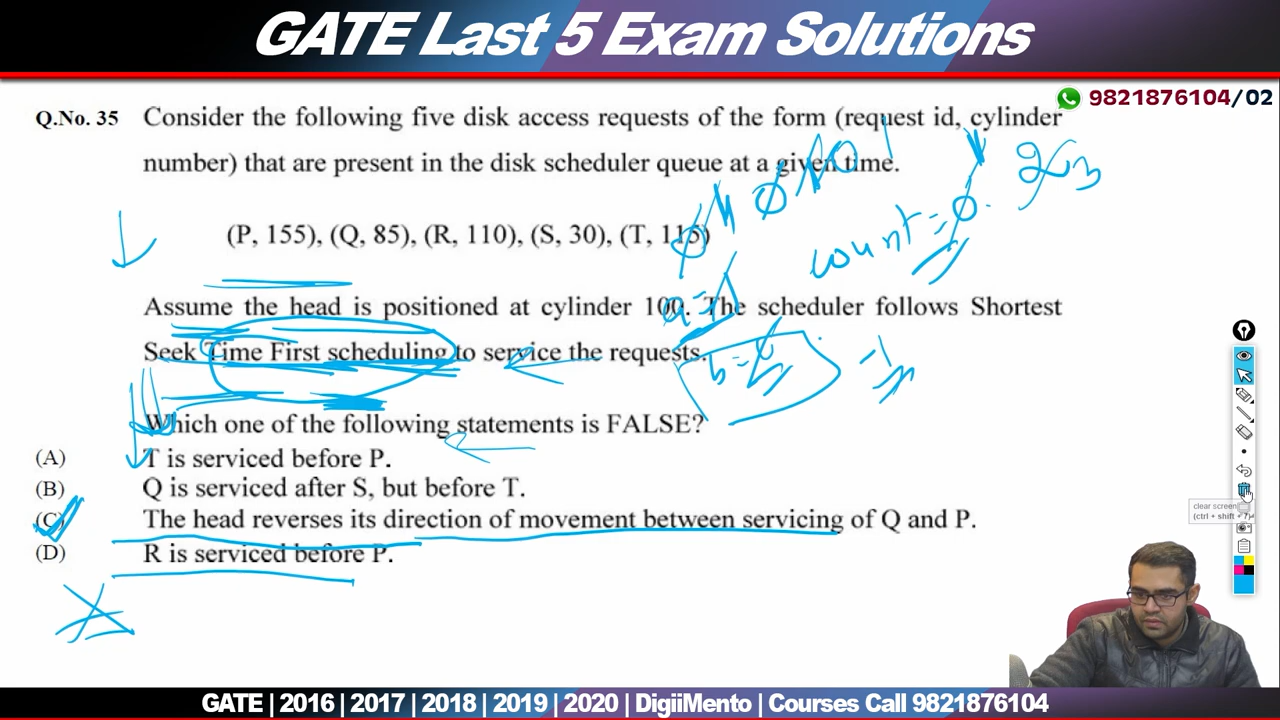 GATE Last 5 Exam Solutions
9821876104/02
Q.No. 35 Consider the following five disk access requests of the form (request id, cylinder
number) that are present in the disk scheduler queue at a given time.
(P, 155), (Q, 85), (R, 110), (S, 30), (T, 115)
count = 0
Assume the head is positioned at cylinder 100. The scheduler follows Shortest
Seek Time First scheduling to service the requests.
Which one of the following statements is FALSE?
(A) T is serviced before P.
(B) Q is serviced after S, but before T.
(C) The head reverses its direction of movement between servicing of Q and P.
(D) R is serviced before P.
clear screen
(ctrl + shift + 7)
GATE | 2016 | 2017 | 2018 | 2019 | 2020 | DigiiMento | Courses Call 9821876104